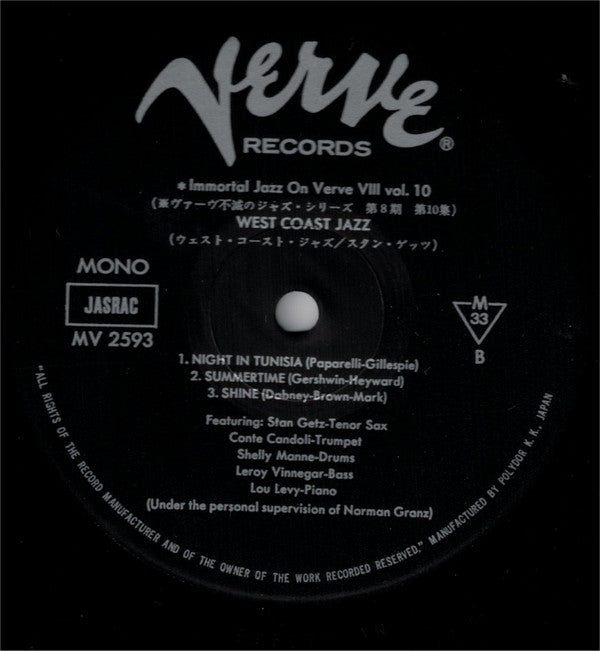 Verve
RECORDS ®
*Immortal Jazz On Verve VIII vol. 10
(※ヴァーヴ不滅のジャズ・シリーズ 第8期 第10集)
WEST COAST JAZZ
(ウェスト・コースト・ジャズ/スタン・ゲッツ)
MONO
JASRAC
MV 2593
M
33
B
1. NIGHT IN TUNISIA (Paparelli-Gillespie)
2. SUMMERTIME (Gershwin-Heyward)
3. SHINE (Dabney-Brown-Mark)
Featuring: Stan Getz-Tenor Sax
Conte Candoli-Trumpet
Shelly Manne-Drums
Leroy Vinnegar-Bass
Lou Levy-Piano
(Under the personal supervision of Norman Granz)
"ALL RIGHTS OF THE RECORD MANUFACTURER AND OF THE OWNER OF THE WORK RECORDED RESERVED." MANUFACTURED BY POLYDOR K. K. JAPAN